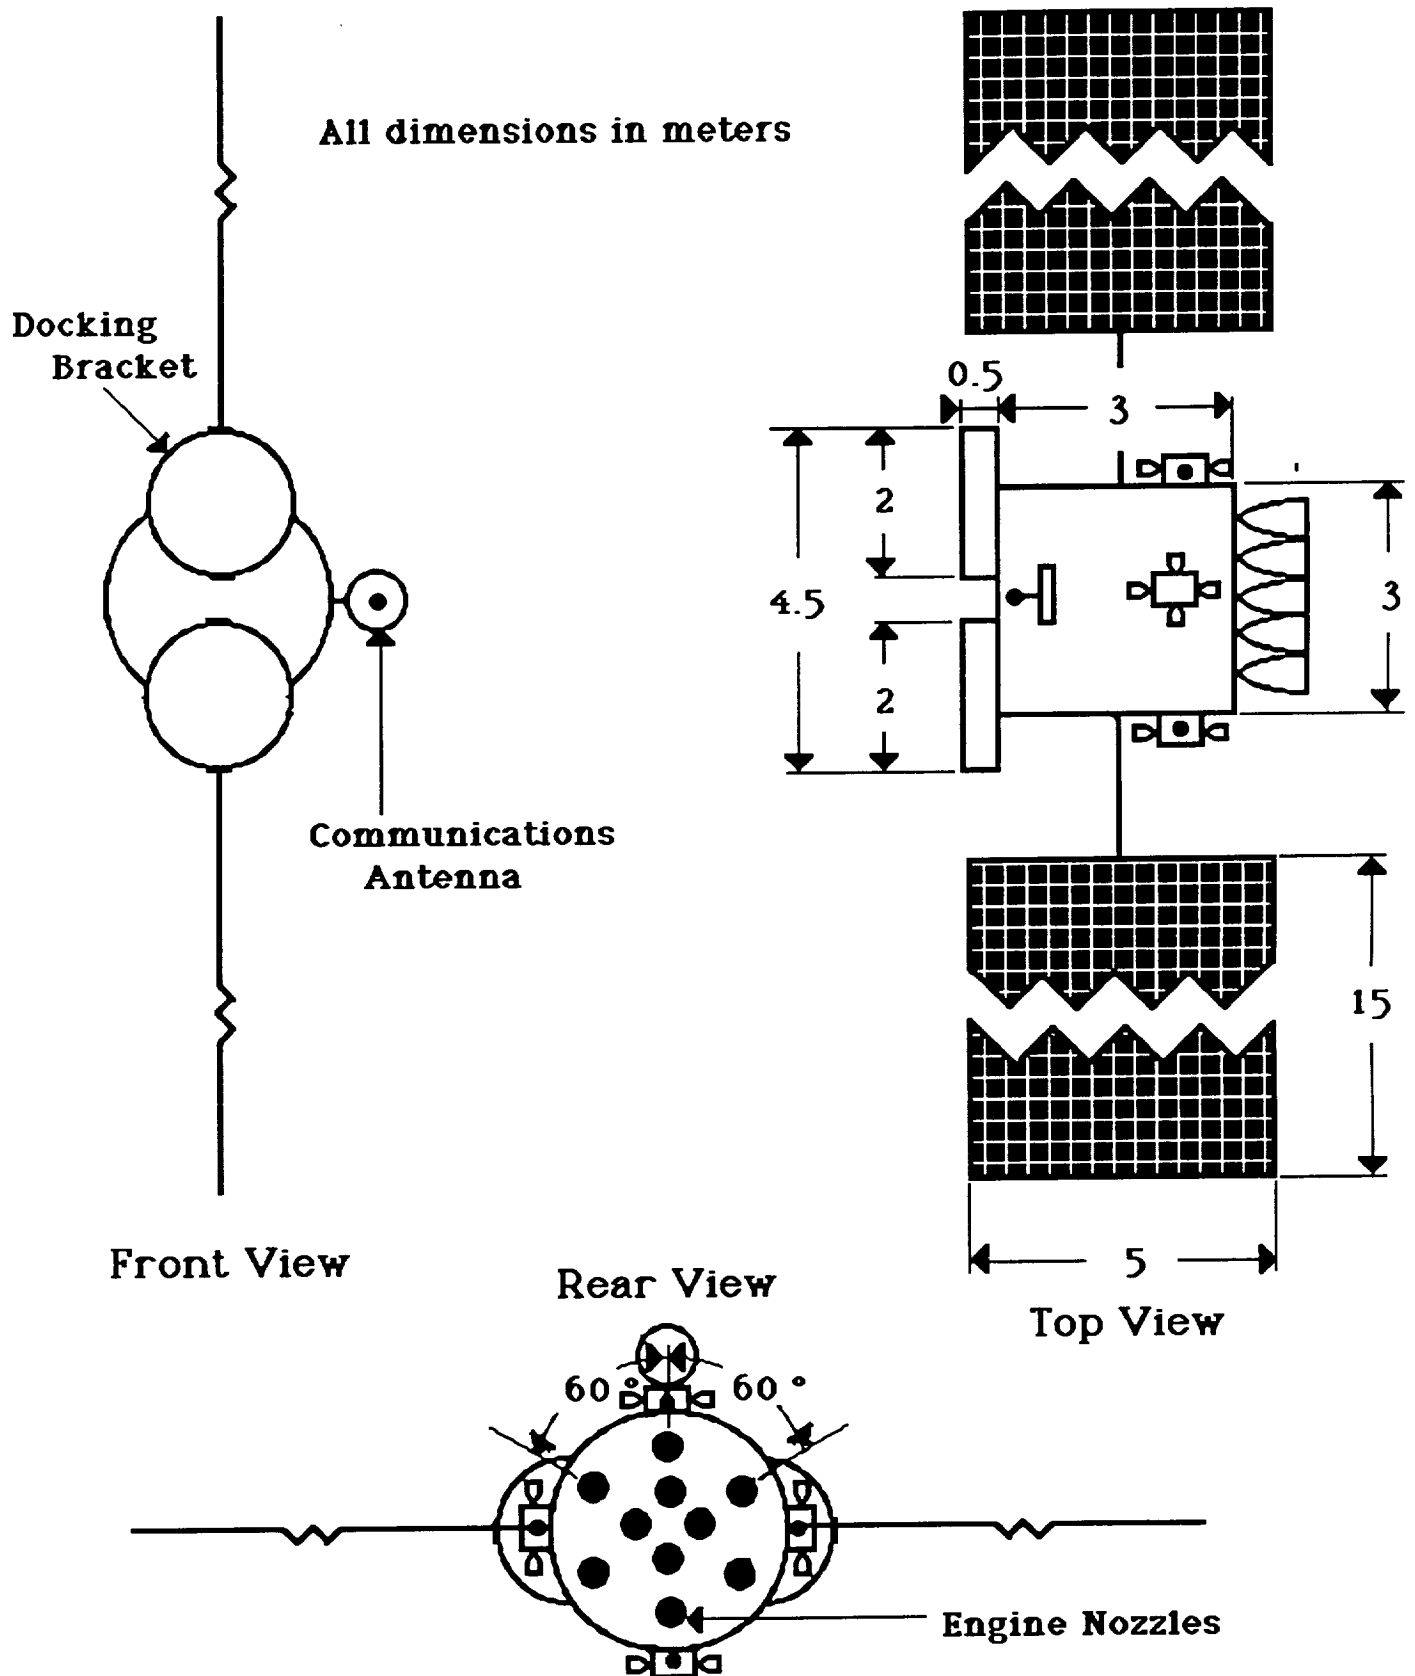 All dimensions in meters
Docking
Bracket
0.5
3
2
4.5
3
2
Communications
Antenna
15
Front View
5
Rear View
Top View
60°
60°
Engine Nozzles